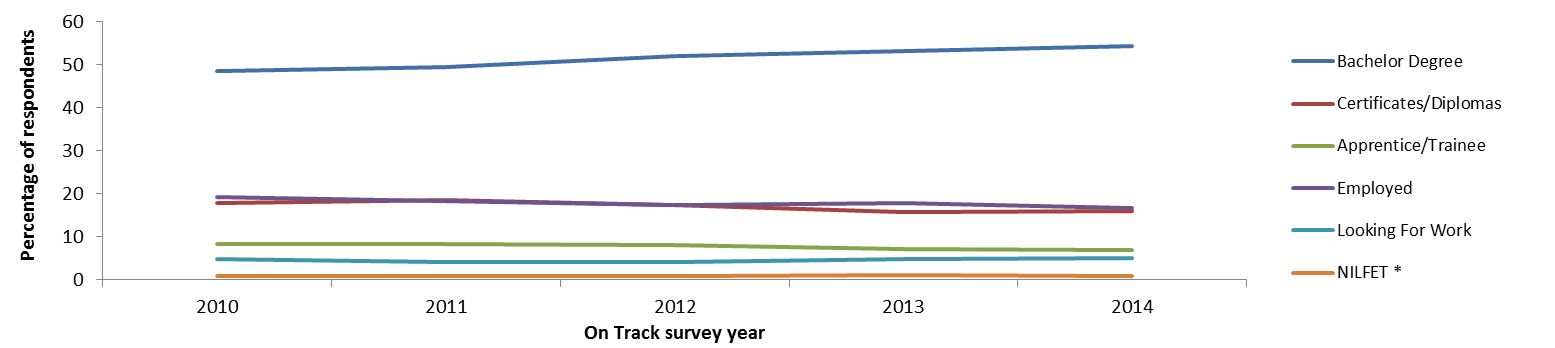 Percentage of respondents
60
50
40
30
20
10
0
2010 2011 2012 2013 2014
On Track survey year
Bachelor Degree
Certificates/Diplomas
Apprentice/Trainee
Employed
Looking For Work
NILFET *